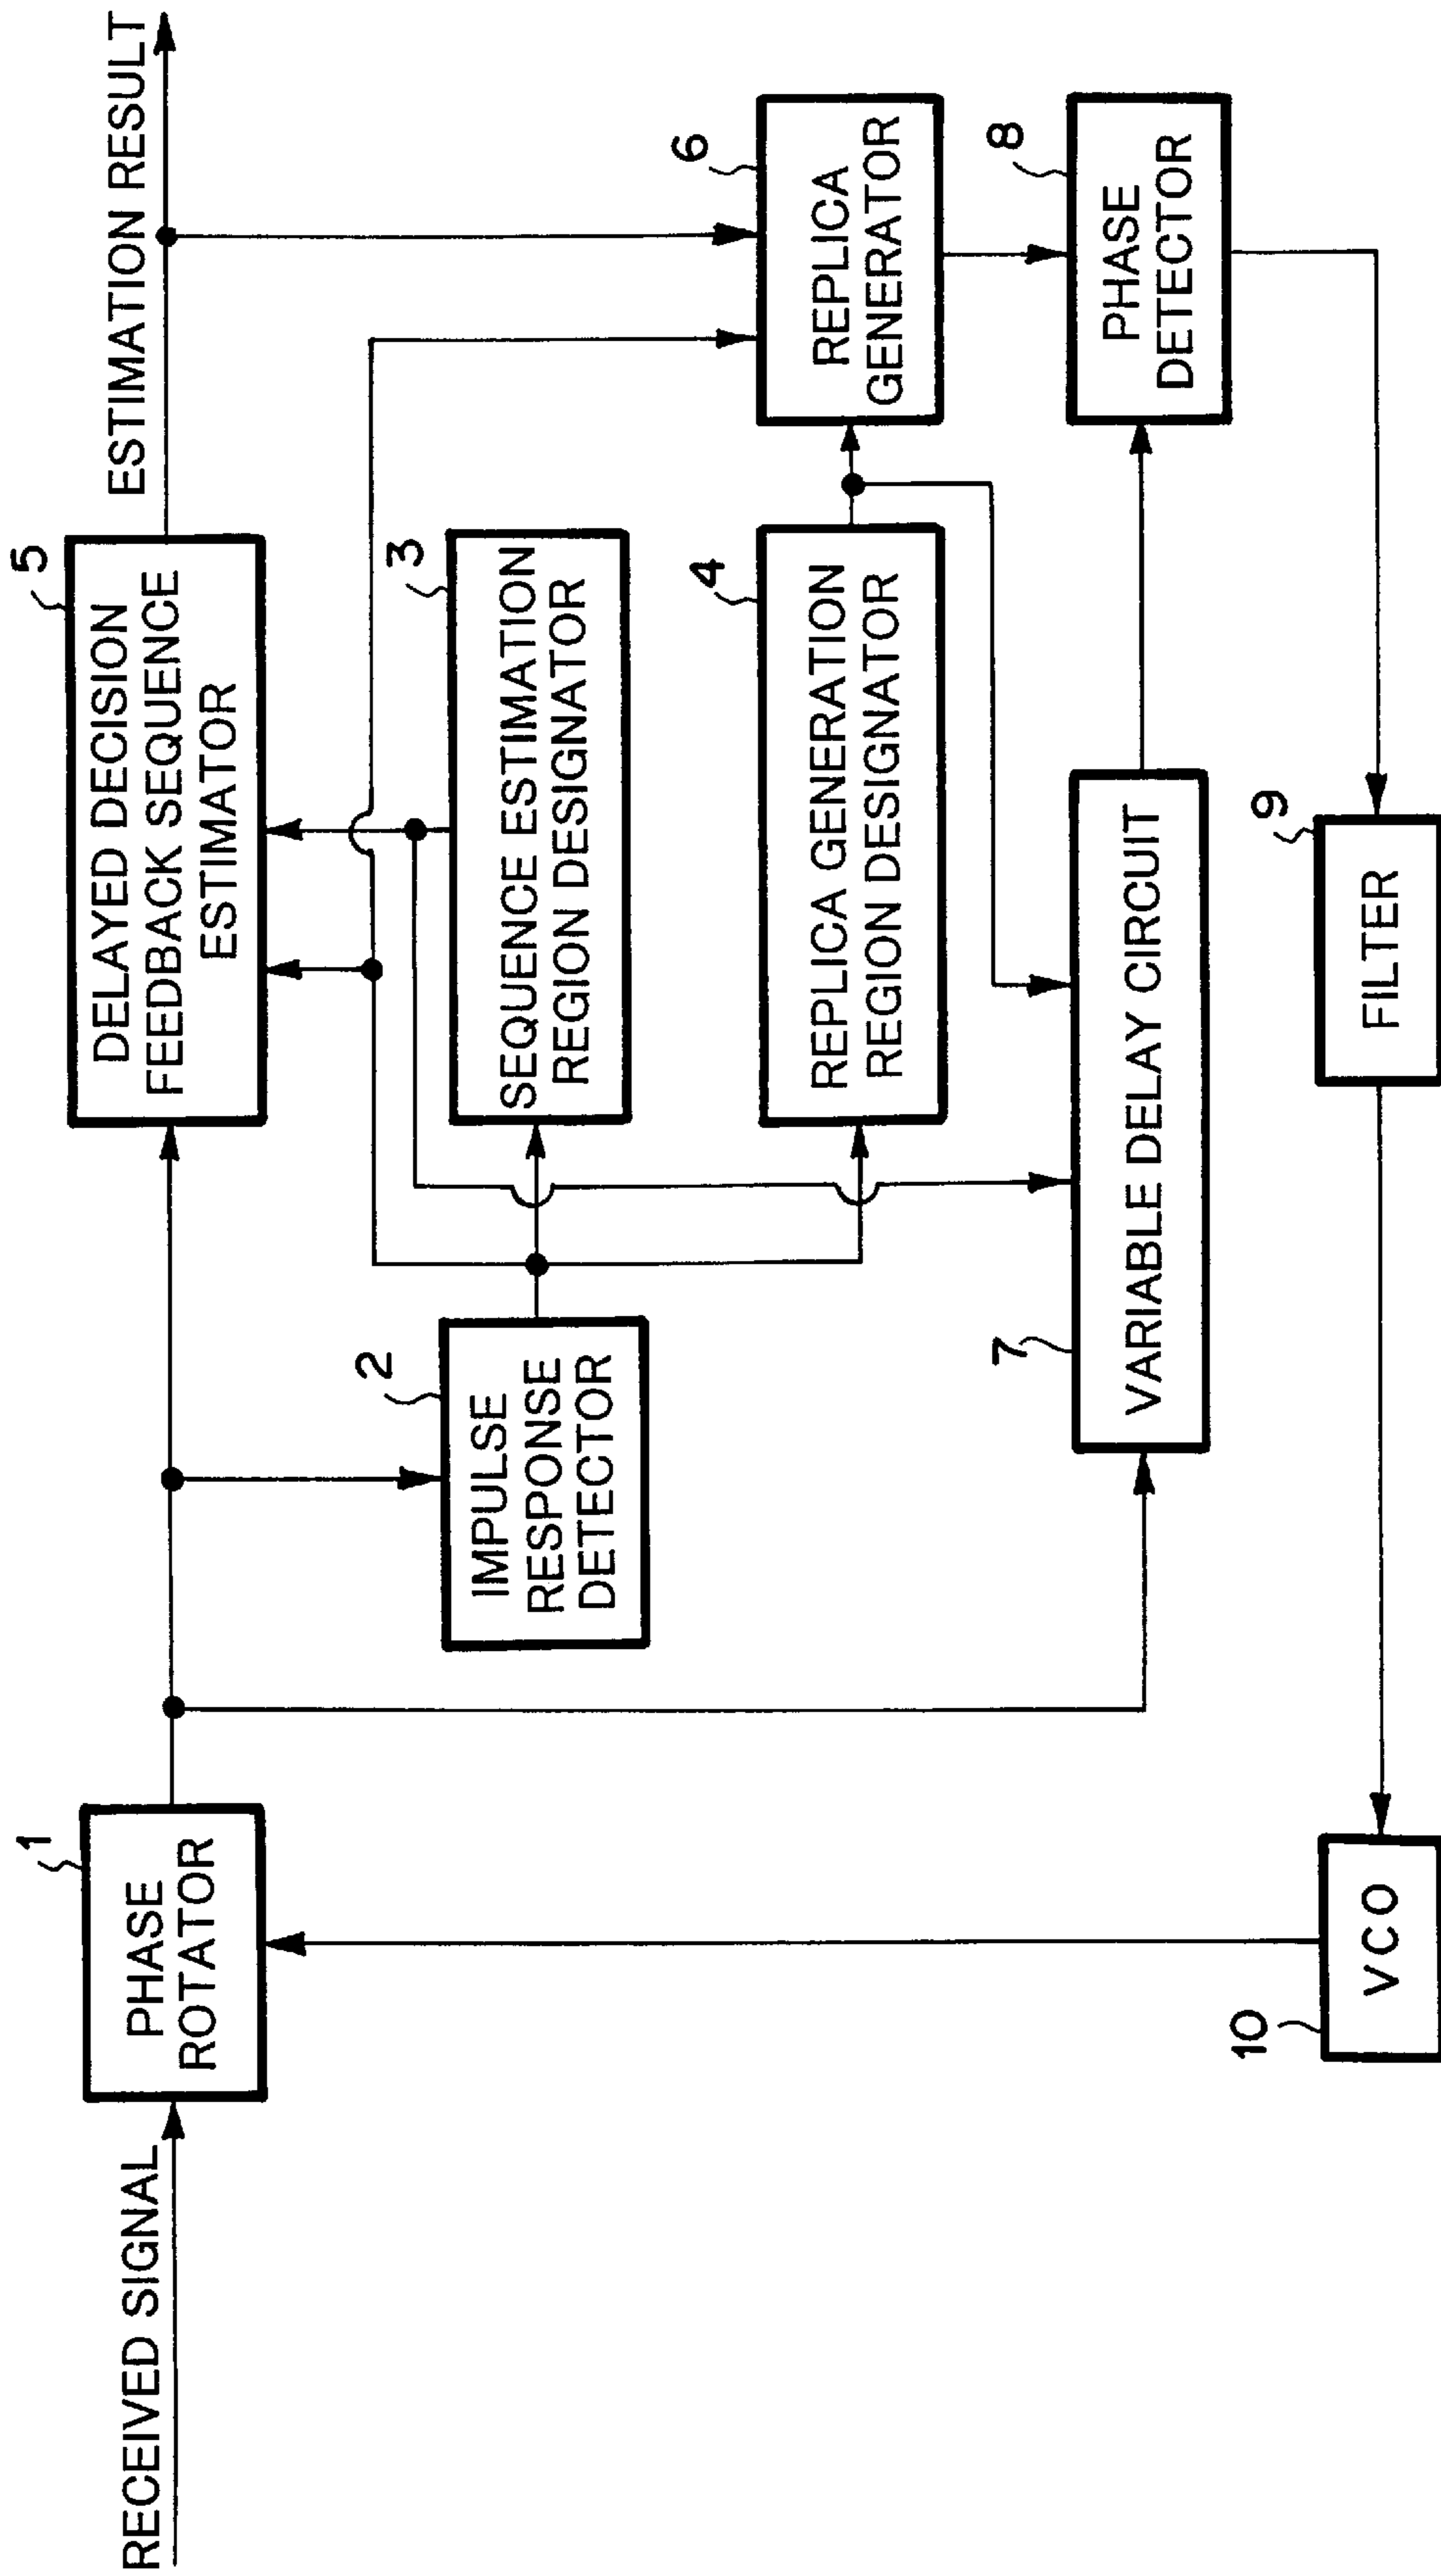 RECEIVED SIGNAL
1
PHASE
ROTATOR
2
IMPULSE
RESPONSE
DETECTOR
5
DELAYED DECISION
FEEDBACK SEQUENCE
ESTIMATOR
ESTIMATION RESULT
3
SEQUENCE ESTIMATION
REGION DESIGNATOR
4
REPLICA GENERATION
REGION DESIGNATOR
6
REPLICA
GENERATOR
7
VARIABLE DELAY CIRCUIT
8
PHASE
DETECTOR
9
FILTER
10
VCO